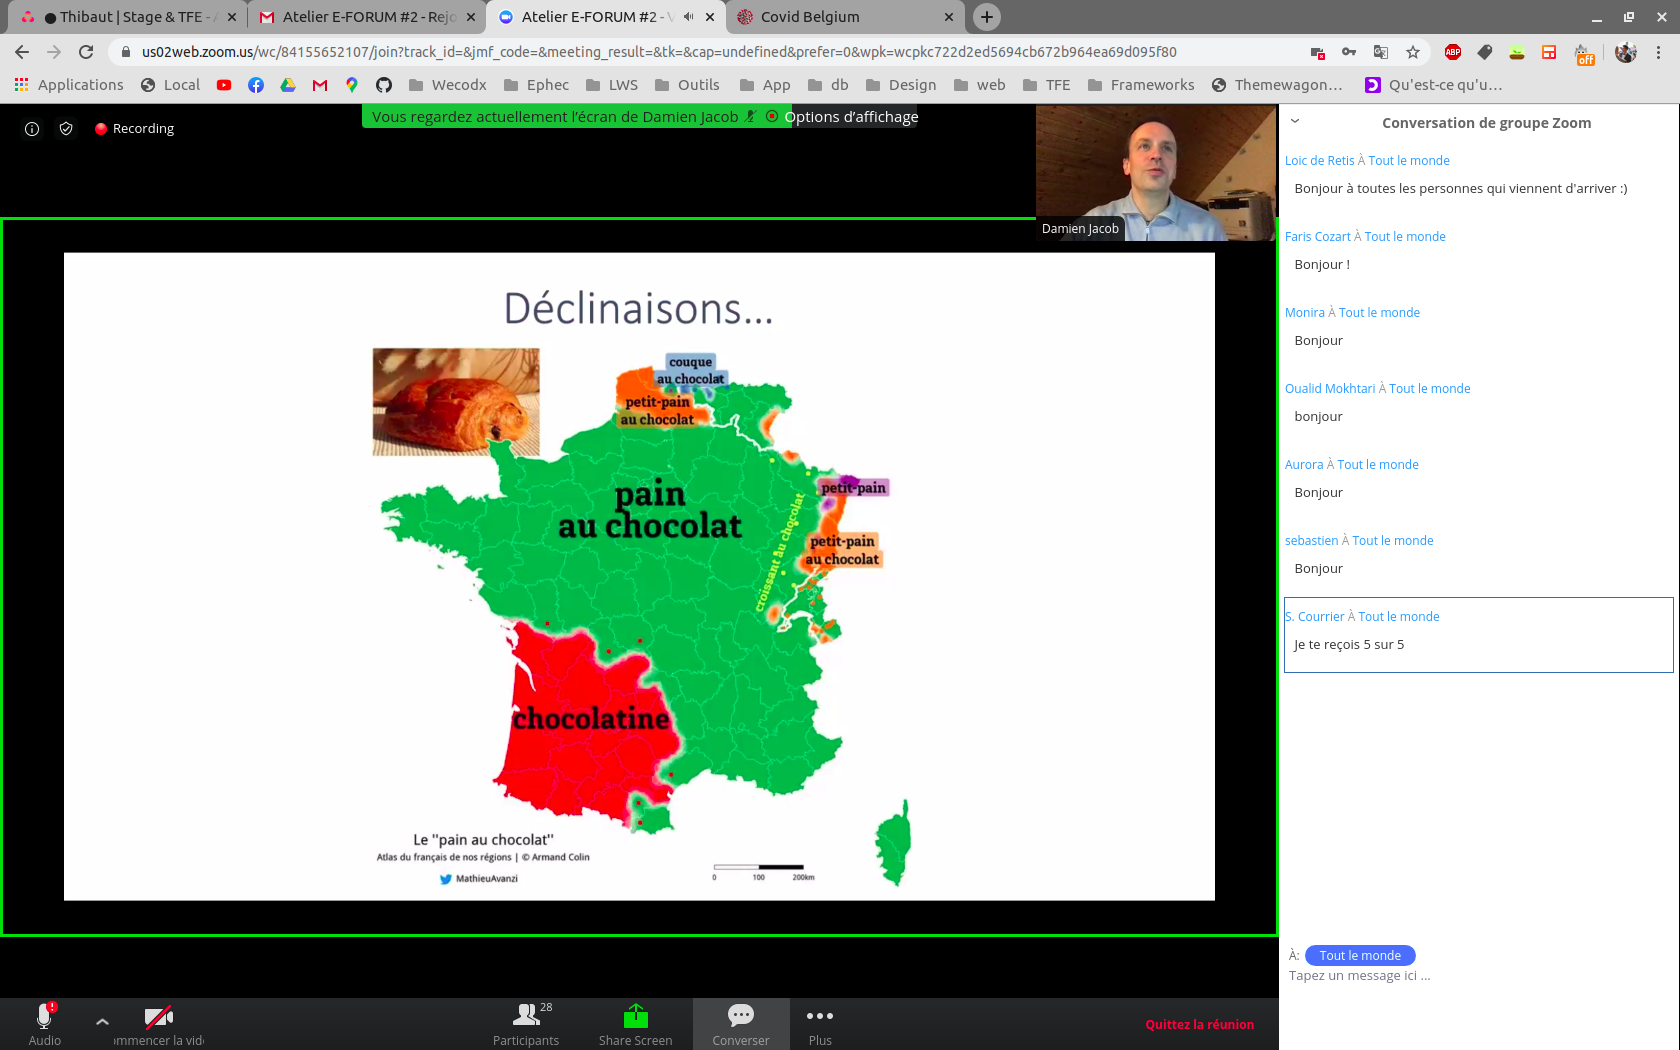 Thibaut | Stage & TFE - A
Atelier E-FORUM #2 - Rejo
Atelier E-FORUM #2 - V
Covid Belgium
us02web.zoom.us/wc/84155652107/join?track_id=&jmf_code=&meeting_result=&tk=&cap=undefined&prefer=0&wpk=wcpkc722d2ed5694cb672b964ea69d095f80
ABP
off
Applications
Local
Wecodx
Ephec
LWS
Outils
App
db
Design
web
TFE
Frameworks
Themewagon...
Qu'est-ce qu'u...
Recording
Vous regardez actuellement l'écran de Damien Jacob
Options d'affichage
Damien Jacob
Déclinaisons...
couque
au chocolat
petit-pain
au chocolat
pain
au chocolat
petit-pain
croissant au chocolat
petit-pain
au chocolat
chocolatine
Le "pain au chocolat"
Atlas du français de nos régions | © Armand Colin
MathieuAvanzi
0 100 200km
Conversation de groupe Zoom
Loic de Retis À Tout le monde
Bonjour à toutes les personnes qui viennent d'arriver :)
Faris Cozart À Tout le monde
Bonjour !
Monira À Tout le monde
Bonjour
Oualid Mokhtari À Tout le monde
bonjour
Aurora À Tout le monde
Bonjour
sebastien À Tout le monde
Bonjour
S. Courrier À Tout le monde
Je te reçois 5 sur 5
À: Tout le monde
Tapez un message ici ...
Audio
ommencer la vidé
28
Participants
Share Screen
Converser
Plus
Quittez la réunion